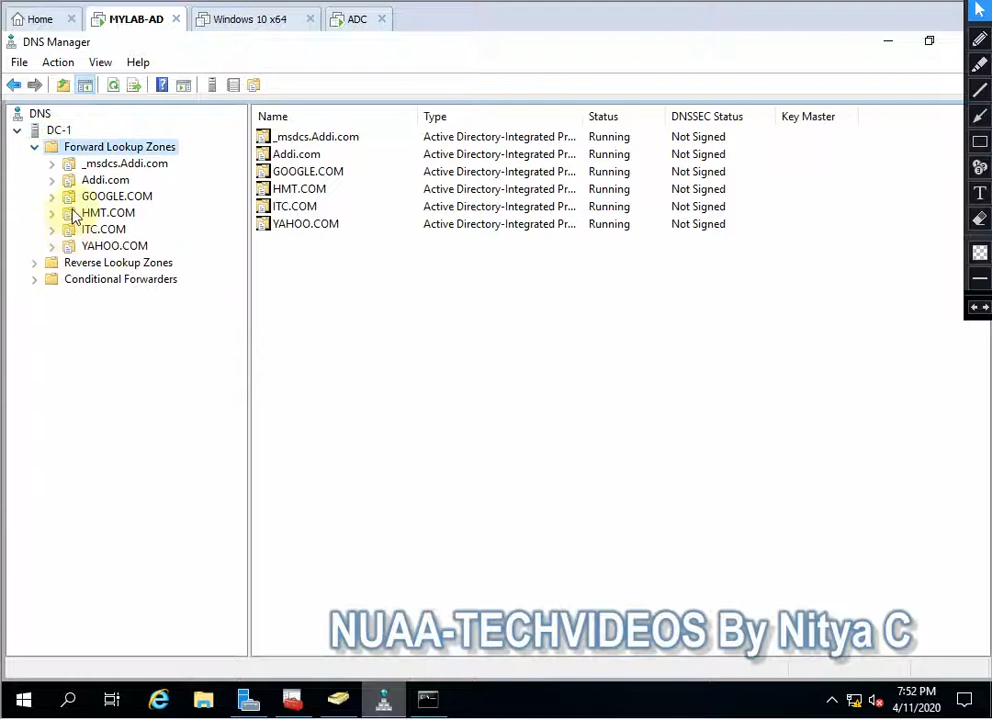 Home
MYLAB-AD
Windows 10 x64
ADC
DNS Manager
File Action View Help
DNS
DC-1
Forward Lookup Zones
_msdcs.Addi.com
Addi.com
GOOGLE.COM
HMT.COM
ITC.COM
YAHOO.COM
Reverse Lookup Zones
Conditional Forwarders
Name Type Status DNSSEC Status Key Master
_msdcs.Addi.com Active Directory-Integrated Pr... Running Not Signed
Addi.com Active Directory-Integrated Pr... Running Not Signed
GOOGLE.COM Active Directory-Integrated Pr... Running Not Signed
HMT.COM Active Directory-Integrated Pr... Running Not Signed
ITC.COM Active Directory-Integrated Pr... Running Not Signed
YAHOO.COM Active Directory-Integrated Pr... Running Not Signed
NUAA-TECHVIDEOS By Nitya C
7:52 PM
4/11/2020